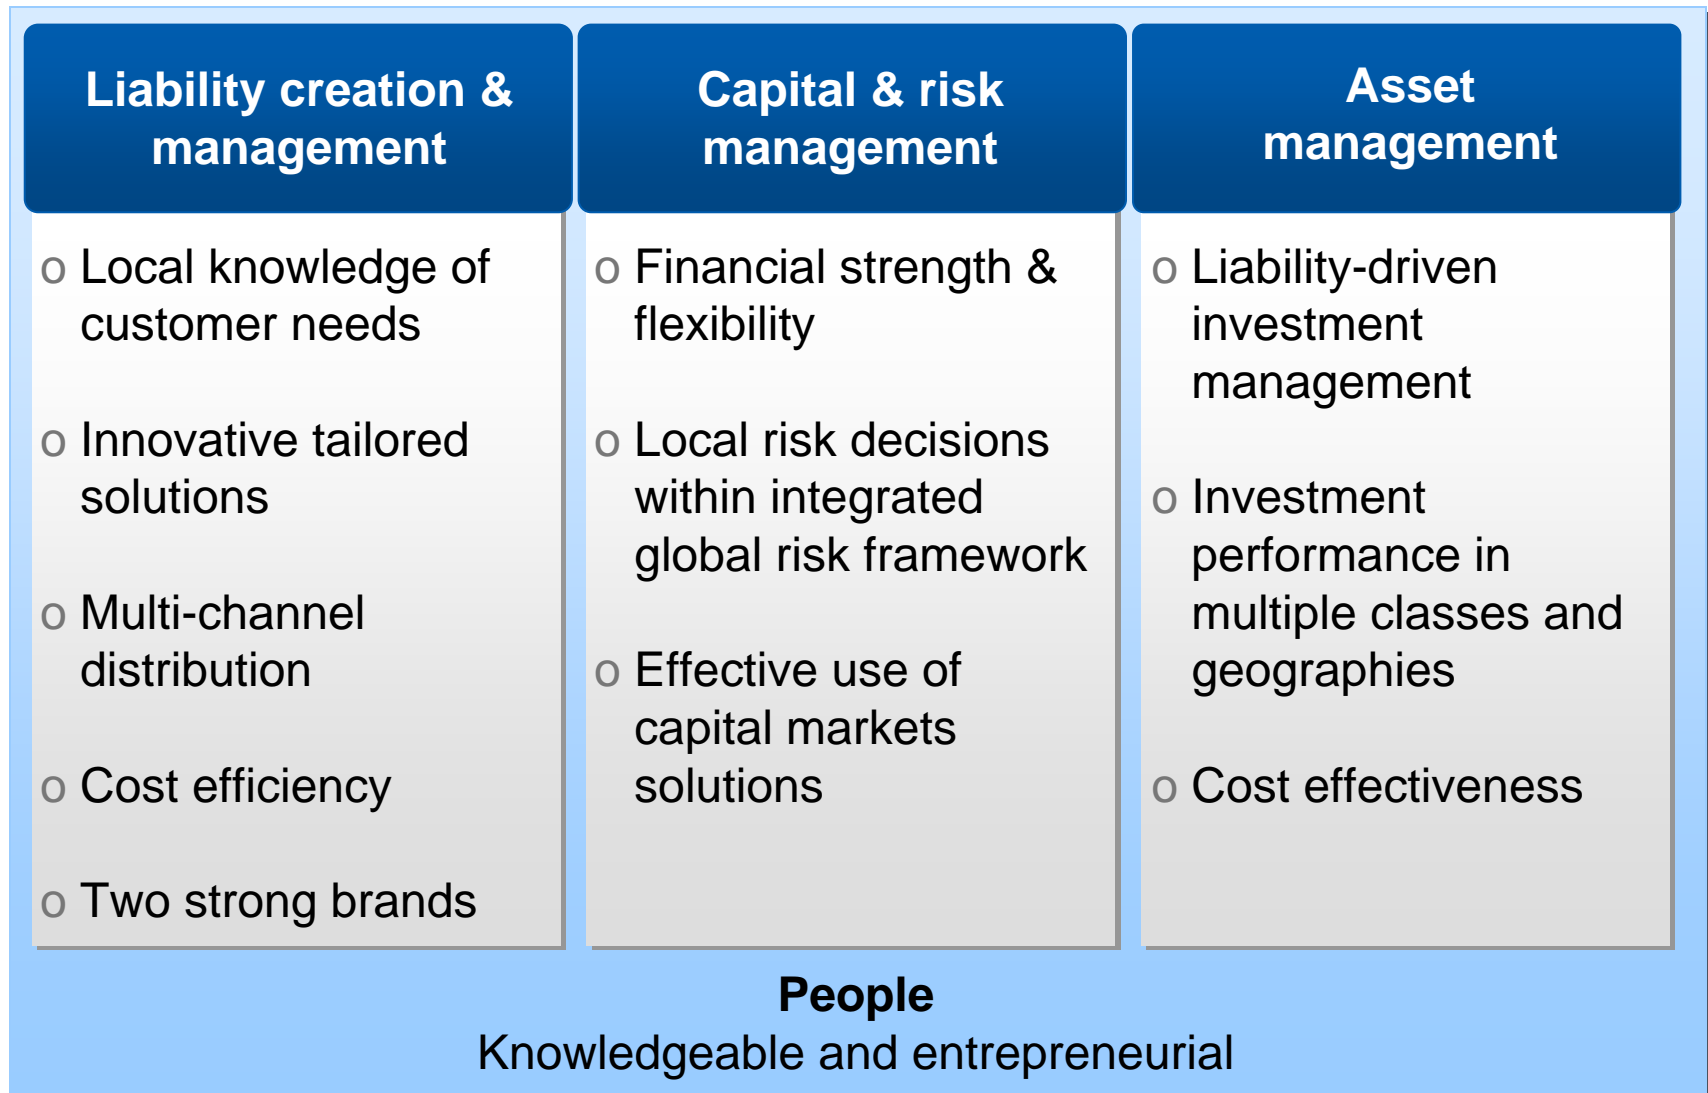 Liability creation &
management
o Local knowledge of
customer needs
o Innovative tailored
solutions
o Multi-channel
distribution
o Cost efficiency
o Two strong brands
Capital & risk
management
o Financial strength &
flexibility
o Local risk decisions
within integrated
global risk framework
o Effective use of
capital markets
solutions
Asset
management
o Liability-driven
investment
management
o Investment
performance in
multiple classes and
geographies
o Cost effectiveness
People
Knowledgeable and entrepreneurial